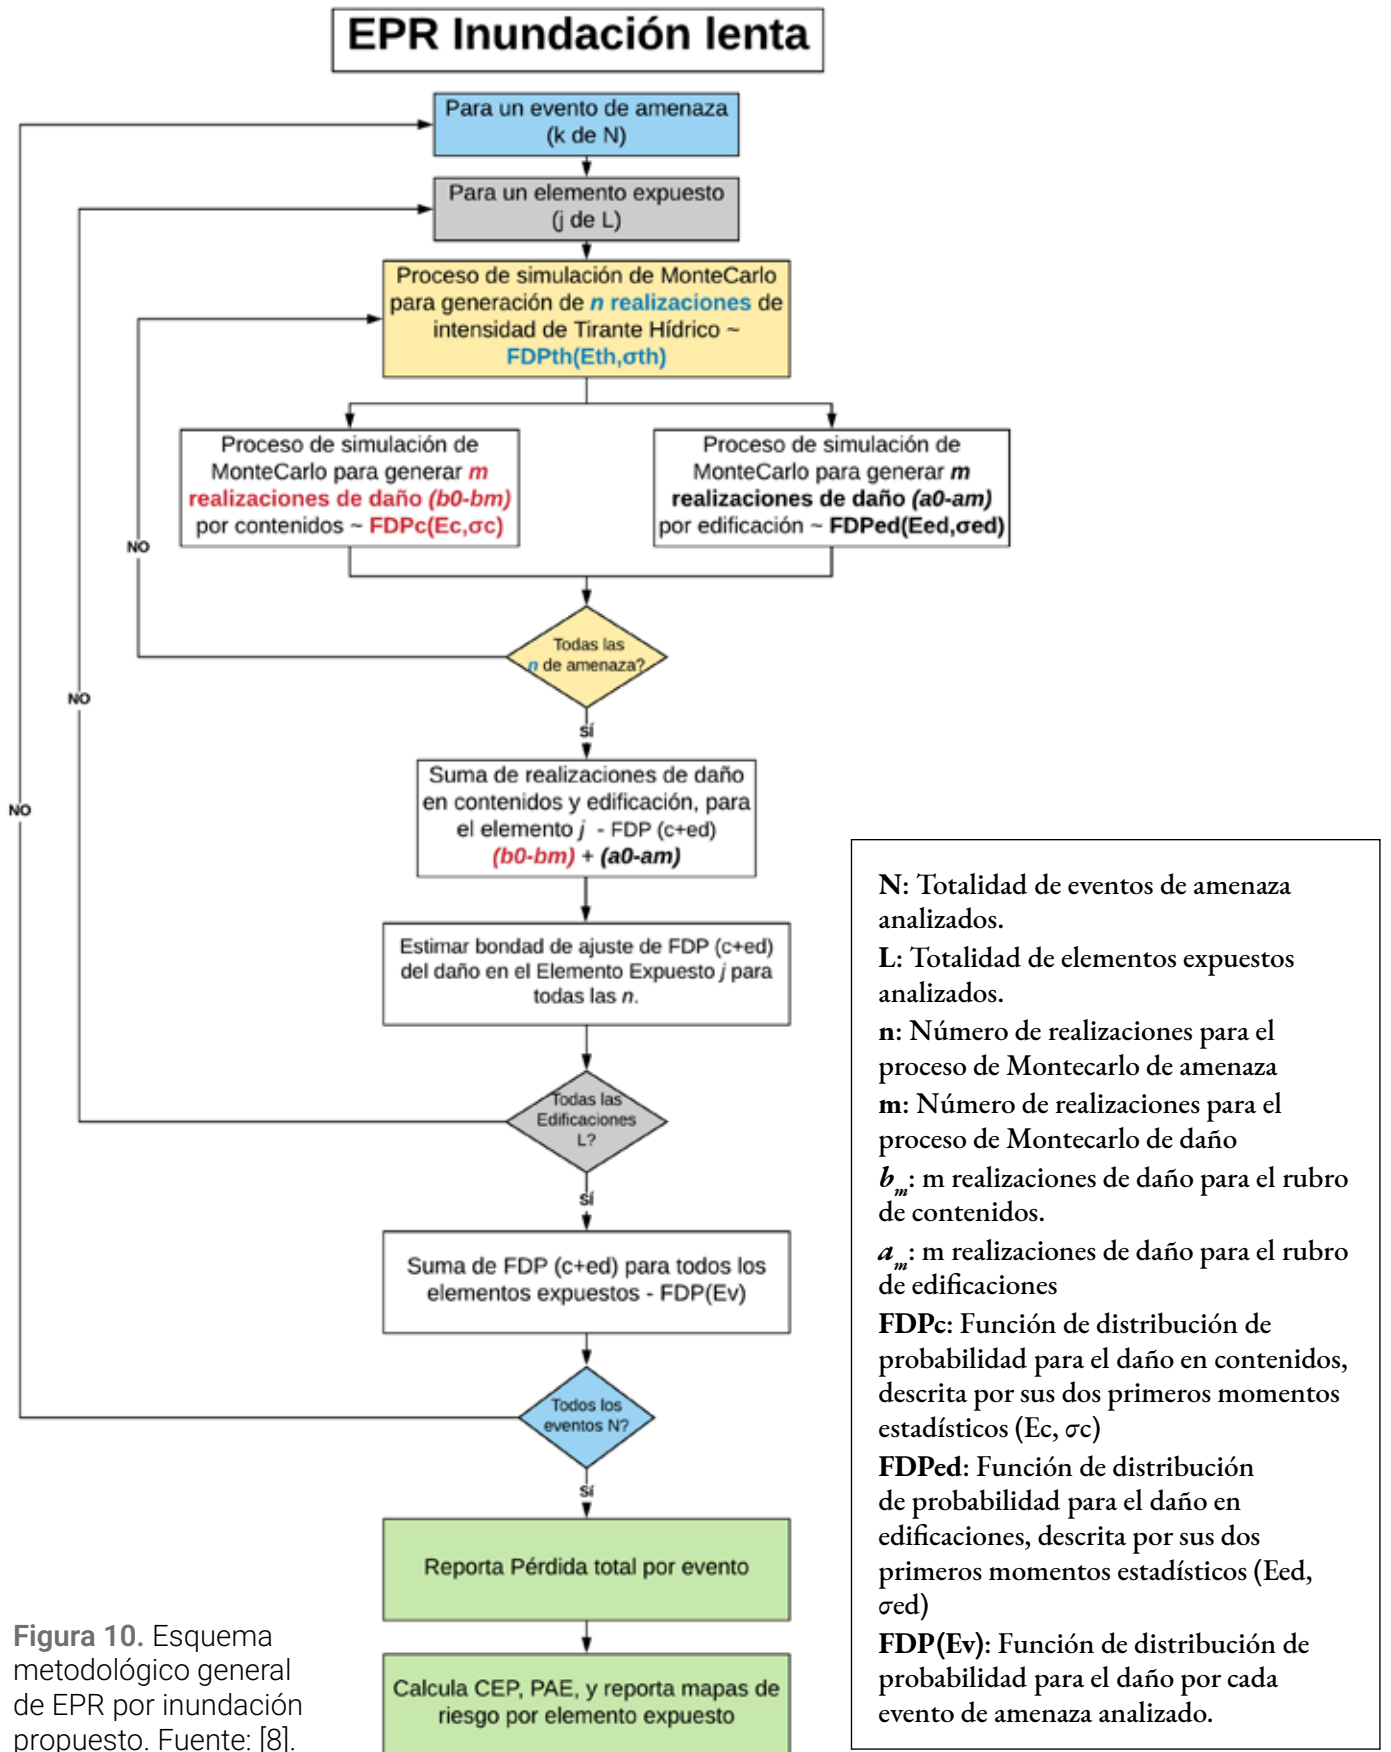 EPR Inundación lenta
Para un evento de amenaza
(k de N)
Para un elemento expuesto
(j de L)
Proceso de simulación de MonteCarlo
para generación de n realizaciones de
intensidad de Tirante Hídrico ~
FDPth(Eth,σth)
Proceso de simulación de
MonteCarlo para generar m
realizaciones de daño (b0-bm)
por contenidos ~ FDPc(Ec,σc)
Proceso de simulación de
MonteCarlo para generar m
realizaciones de daño (a0-am)
por edificación ~ FDPed(Eed,σed)
NO
Todas las
n de amenaza?
NO
sí
Suma de realizaciones de daño
en contenidos y edificación, para
el elemento j - FDP (c+ed)
(b0-bm) + (a0-am)
NO
Estimar bondad de ajuste de FDP (c+ed)
del daño en el Elemento Expuesto j para
todas las n.
Todas las
Edificaciones
L?
sí
Suma de FDP (c+ed) para todos los
elementos expuestos - FDP(Ev)
Todos los
eventos N?
Sí
Reporta Pérdida total por evento
Calcula CEP, PAE, y reporta mapas de
riesgo por elemento expuesto
N: Totalidad de eventos de amenaza
analizados.
L: Totalidad de elementos expuestos
analizados.
n: Número de realizaciones para el
proceso de Montecarlo de amenaza
m: Número de realizaciones para el
proceso de Montecarlo de daño
bm: m realizaciones de daño para el rubro
de contenidos.
am: m realizaciones de daño para el rubro
de edificaciones
FDPc: Función de distribución de
probabilidad para el daño en contenidos,
descrita por sus dos primeros momentos
estadísticos (Ec, σc)
FDPed: Función de distribución
de probabilidad para el daño en
edificaciones, descrita por sus dos
primeros momentos estadísticos (Eed,
σed)
FDP(Ev): Función de distribución de
probabilidad para el daño por cada
evento de amenaza analizado.
Figura 10. Esquema
metodológico general
de EPR por inundación
propuesto. Fuente: [8].